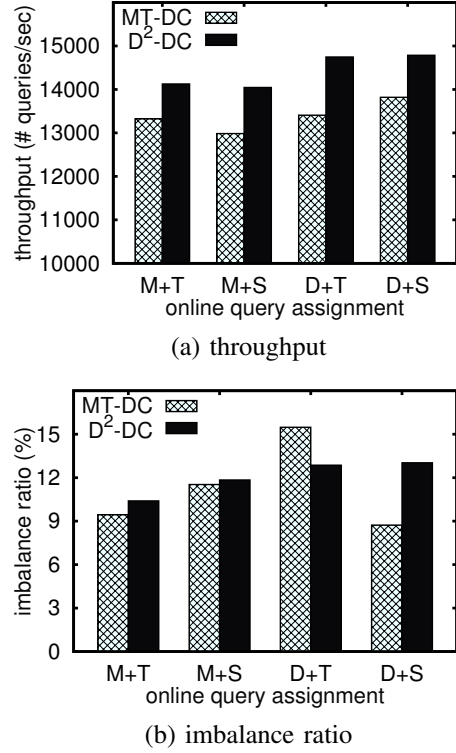 MT-DC
D²-DC
15000
14000
13000
12000
11000
10000
throughput (# queries/sec)
M+T M+S D+T D+S
online query assignment
(a) throughput
MT-DC
D²-DC
15
12
9
6
3
0
imbalance ratio (%)
M+T M+S D+T D+S
online query assignment
(b) imbalance ratio